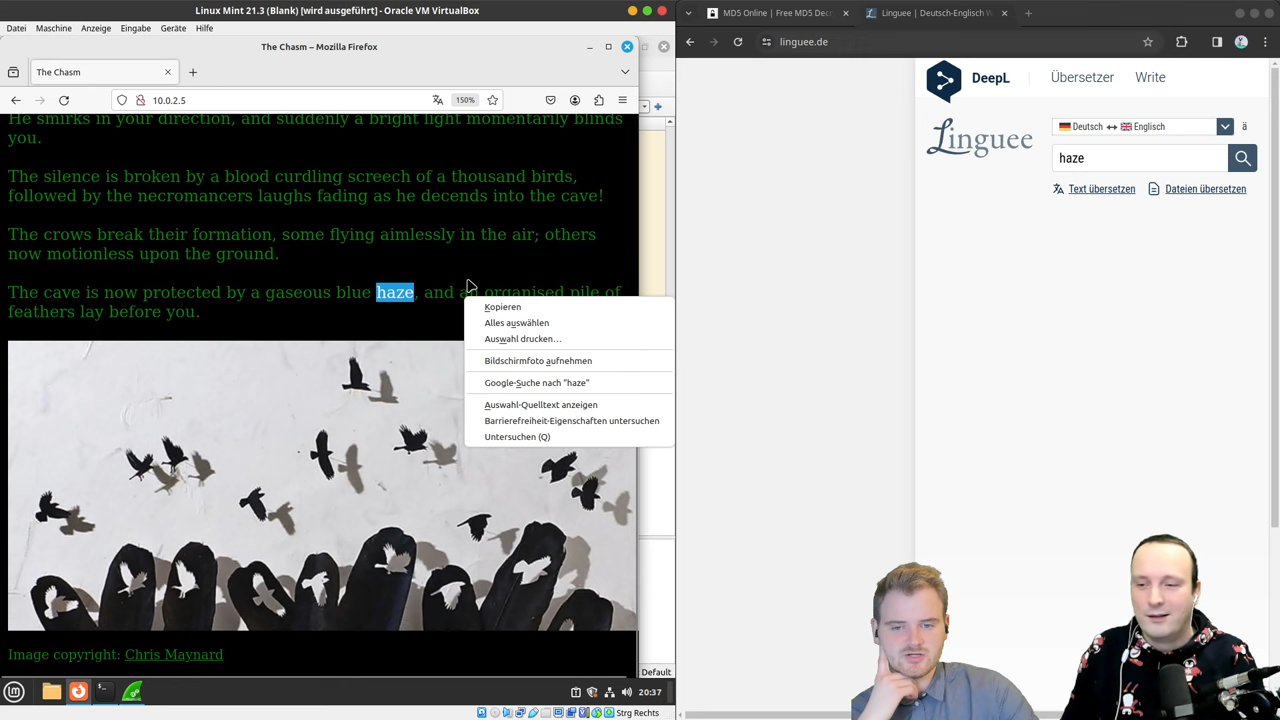 Linux Mint 21.3 (Blank) [wird ausgeführt] - Oracle VM VirtualBox
Datei Maschine Anzeige Eingabe Geräte Hilfe
The Chasm – Mozilla Firefox
The Chasm
10.0.2.5
150%
He smirks in your direction, and suddenly a bright light momentarily blinds
you.
The silence is broken by a blood curdling screech of a thousand birds,
followed by the necromancers laughs fading as he decends into the cave!
The crows break their formation, some flying aimlessly in the air; others
now motionless upon the ground.
The cave is now protected by a gaseous blue haze, and an organised pile of
feathers lay before you.
Kopieren
Alles auswählen
Auswahl drucken...
Bildschirmfoto aufnehmen
Google-Suche nach "haze"
Auswahl-Quelltext anzeigen
Barrierefreiheit-Eigenschaften untersuchen
Untersuchen (Q)
Image copyright: Chris Maynard
Default
20:37
Strg Rechts
MD5 Online | Free MD5 Decr
Linguee | Deutsch-Englisch W
linguee.de
DeepL
Übersetzer
Write
Linguee
Deutsch ↔ Englisch
ä
haze
Text übersetzen
Dateien übersetzen